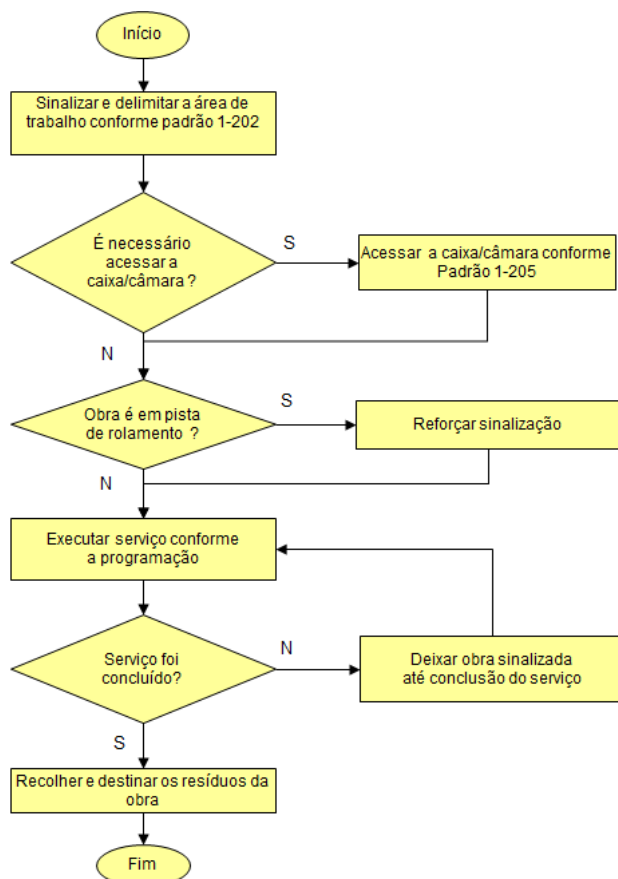 Início
Sinalizar e delimitar a área de
trabalho conforme padrão 1-202
É necessário
acessar a
caixa/câmara ?
S
Acessar a caixa/câmara conforme
Padrão 1-205
N
Obra é em pista
de rolamento ?
S
Reforçar sinalização
N
Executar serviço conforme
a programação
Serviço foi
concluído?
N
Deixar obra sinalizada
até conclusão do serviço
S
Recolher e destinar os resíduos da
obra
Fim